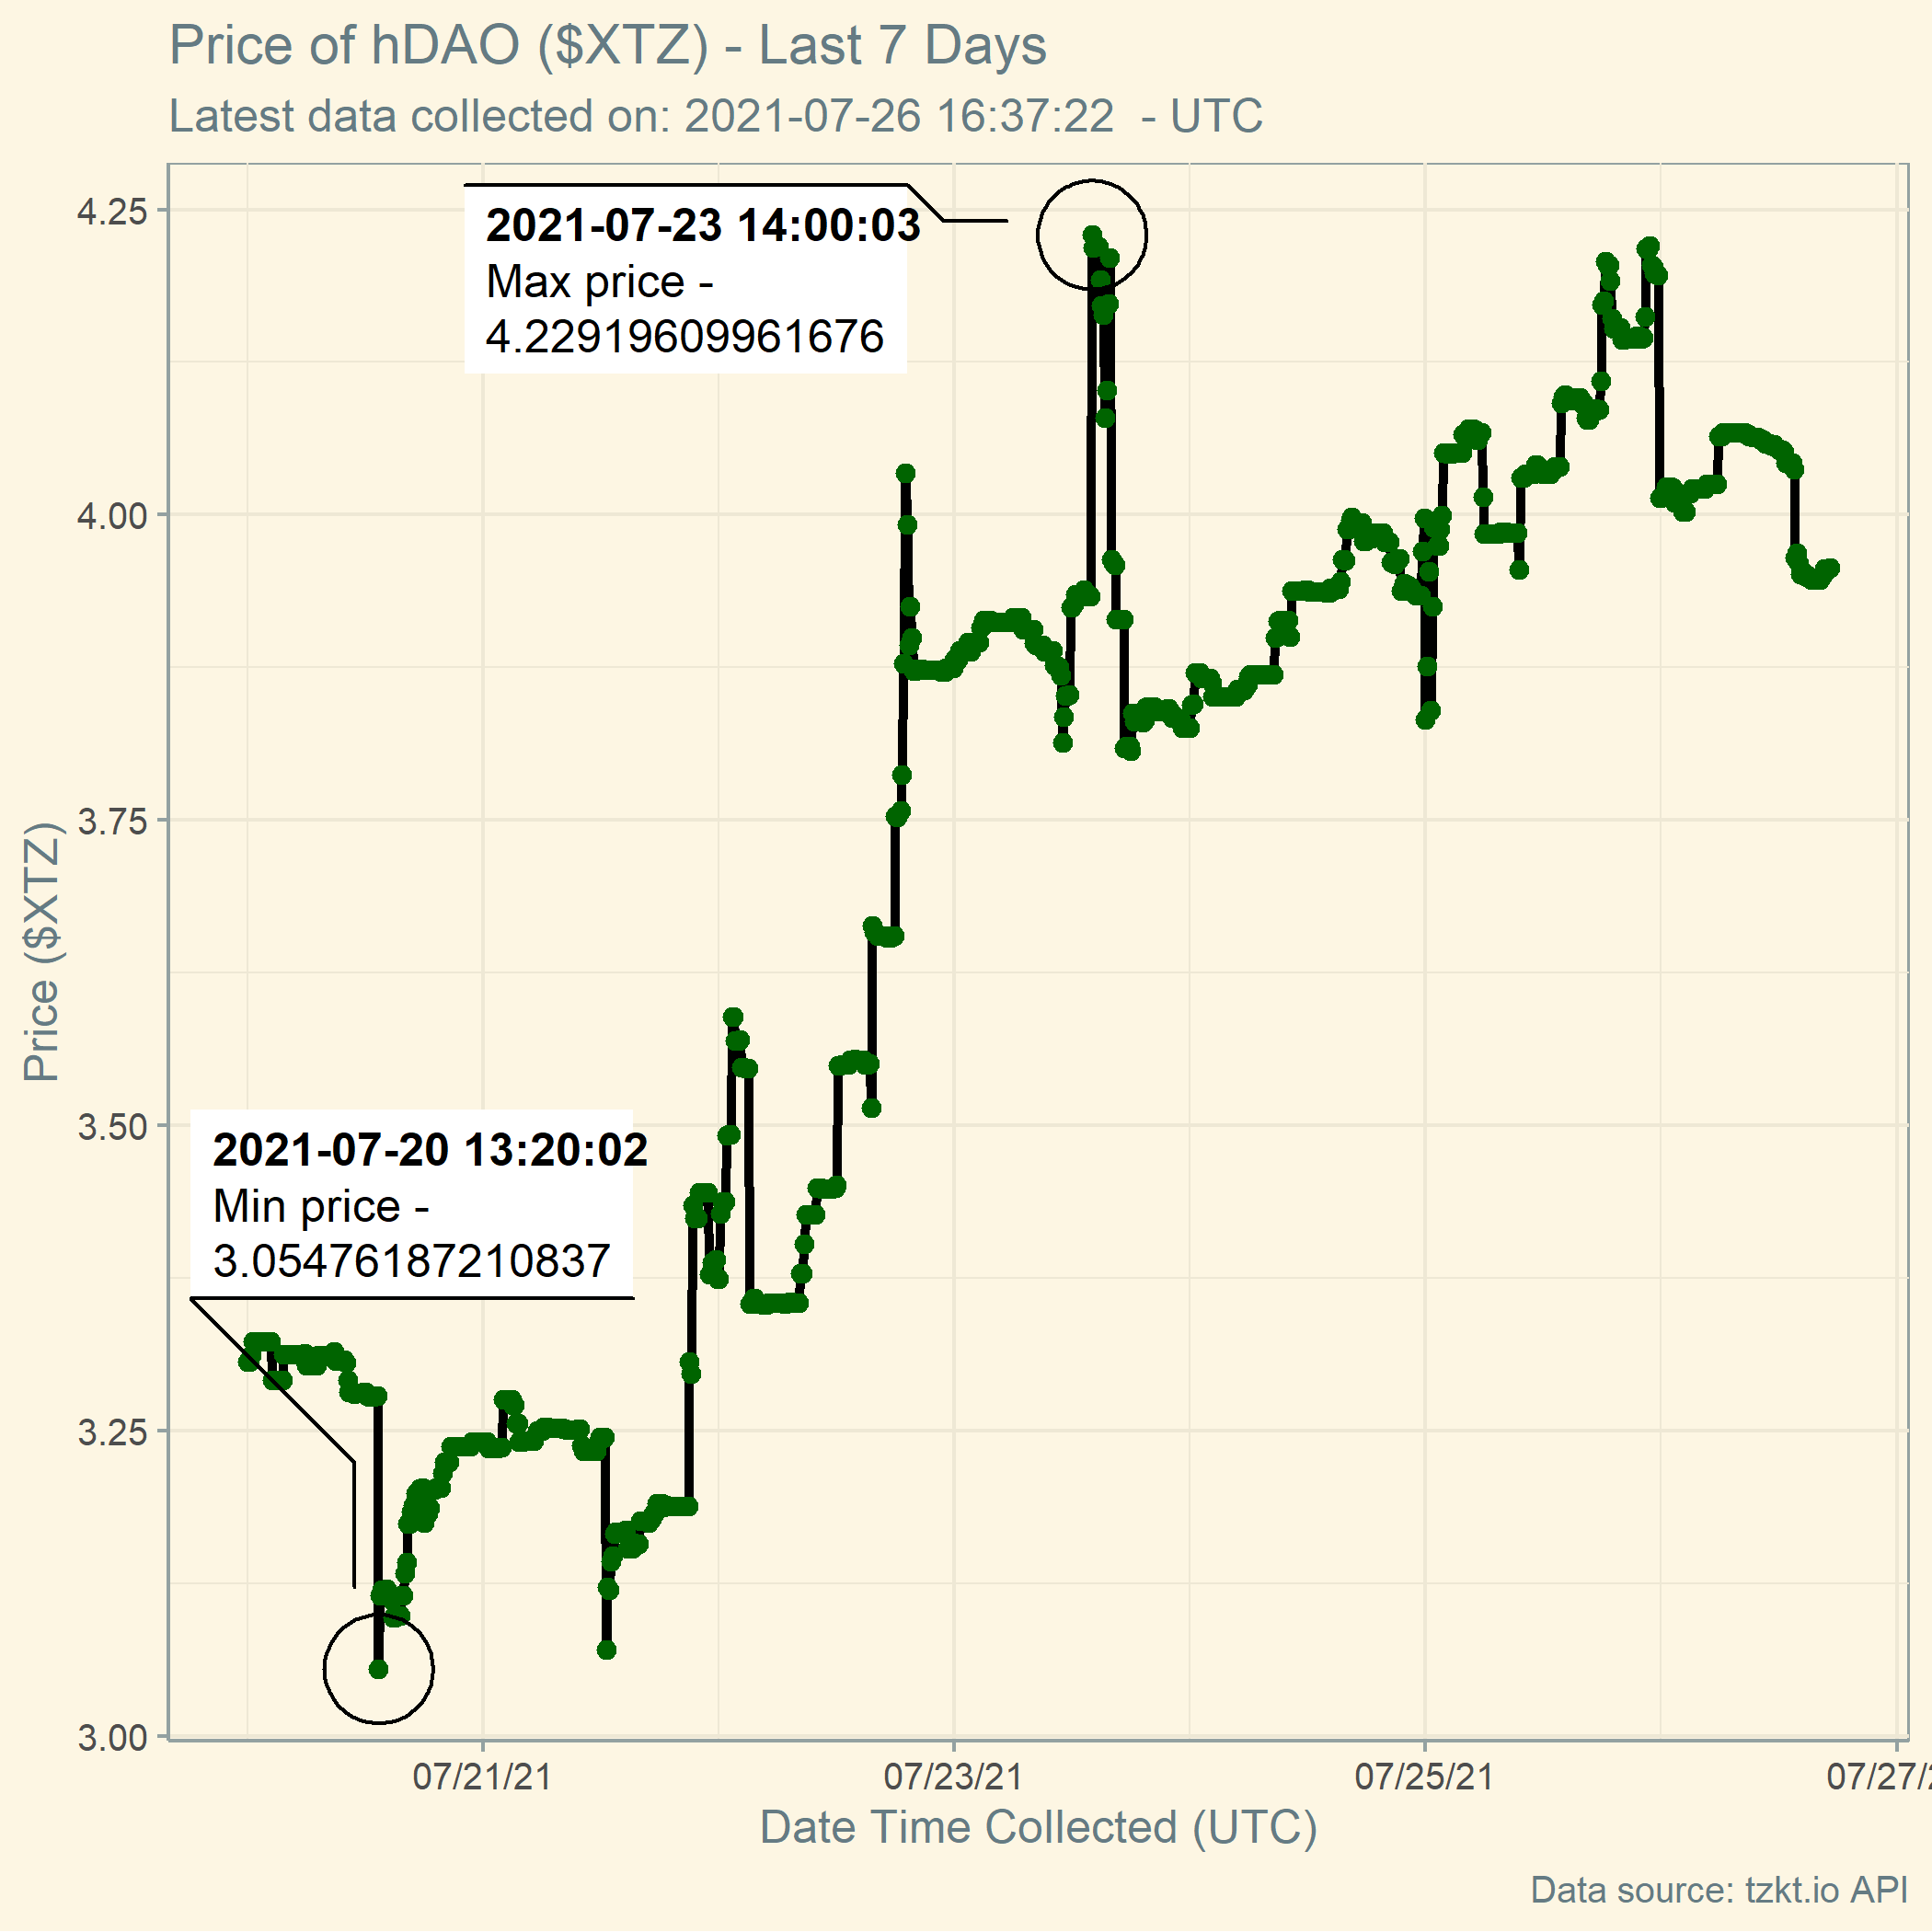 Price of hDAO ($XTZ) - Last 7 Days
Latest data collected on: 2021-07-26 16:37:22  - UTC
4.25
4.00
3.75
3.50
3.25
3.00
Price ($XTZ)
2021-07-23 14:00:03
Max price -
4.22919609961676
2021-07-20 13:20:02
Min price -
3.05476187210837
07/21/21
07/23/21
07/25/21
07/27/2
Date Time Collected (UTC)
Data source: tzkt.io API